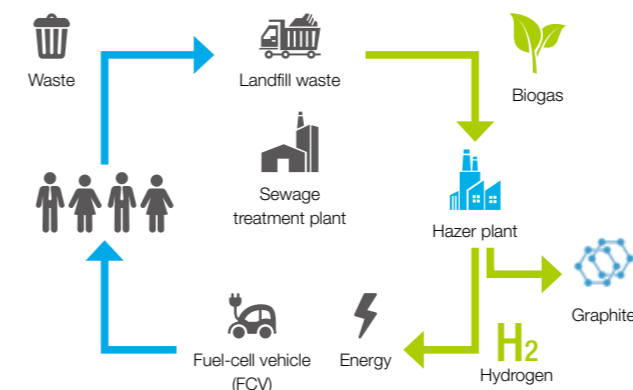 Waste
Landfill waste
Biogas
Sewage
treatment plant
Hazer plant
Graphite
Fuel-cell vehicle
(FCV)
Energy
H2
Hydrogen